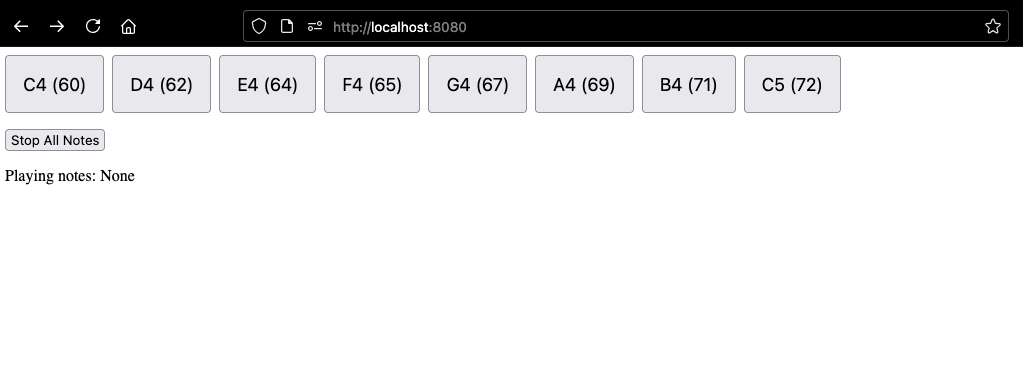 http://localhost:8080
C4 (60) D4 (62) E4 (64) F4 (65) G4 (67) A4 (69) B4 (71) C5 (72)
Stop All Notes
Playing notes: None